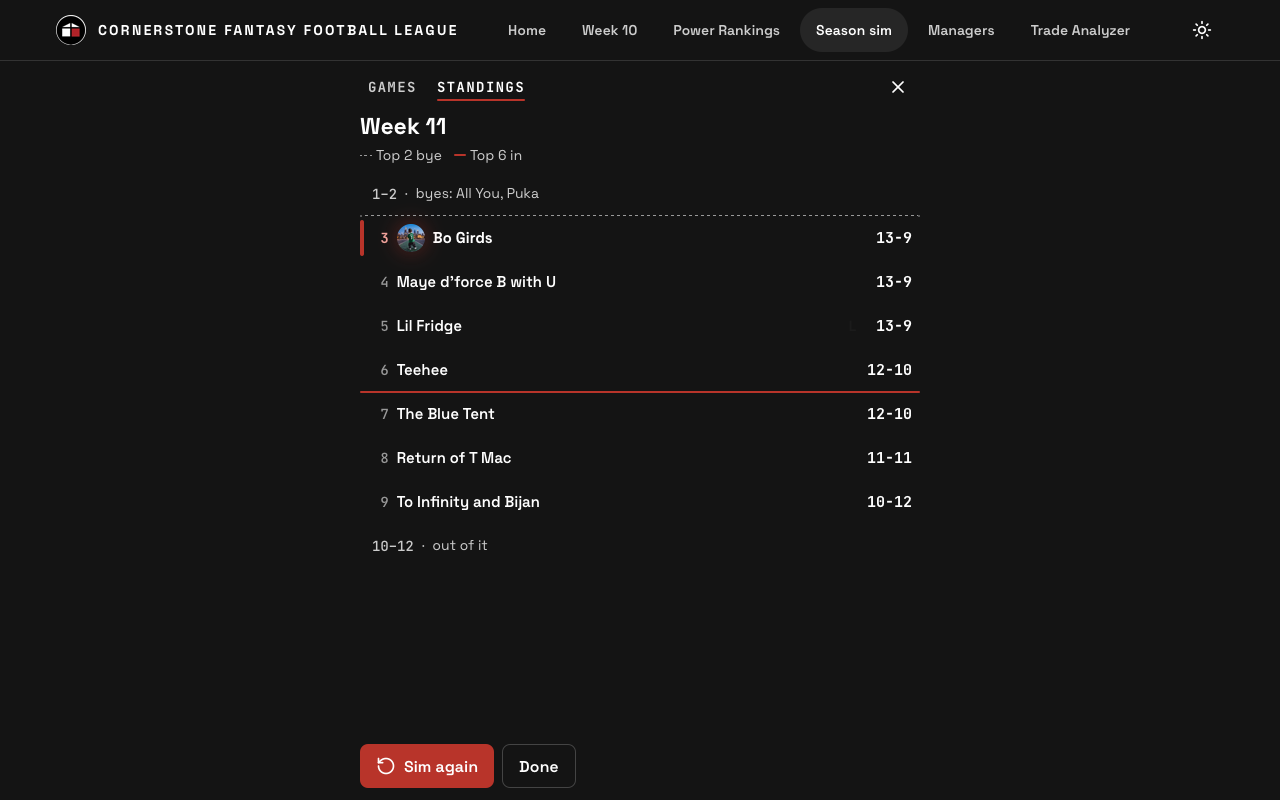 CORNERSTONE FANTASY FOOTBALL LEAGUE Home Week 10 Power Rankings Season sim Managers Trade Analyzer
GAMES STANDINGS
Week 11
Top 2 bye Top 6 in
1–2 · byes: All You, Puka
3 Bo Girds 13-9
4 Maye d’force B with U 13-9
5 Lil Fridge 13-9
6 Teehee 12-10
7 The Blue Tent 12-10
8 Return of T Mac 11-11
9 To Infinity and Bijan 10-12
10–12 · out of it
Sim again Done